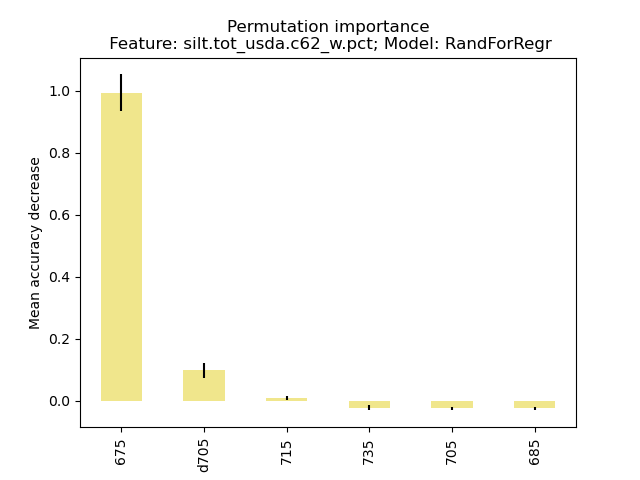 Permutation importance
Feature: silt.tot_usda.c62_w.pct; Model: RandForRegr
Mean accuracy decrease
1.0
0.8
0.6
0.4
0.2
0.0
675
d705
715
735
705
685